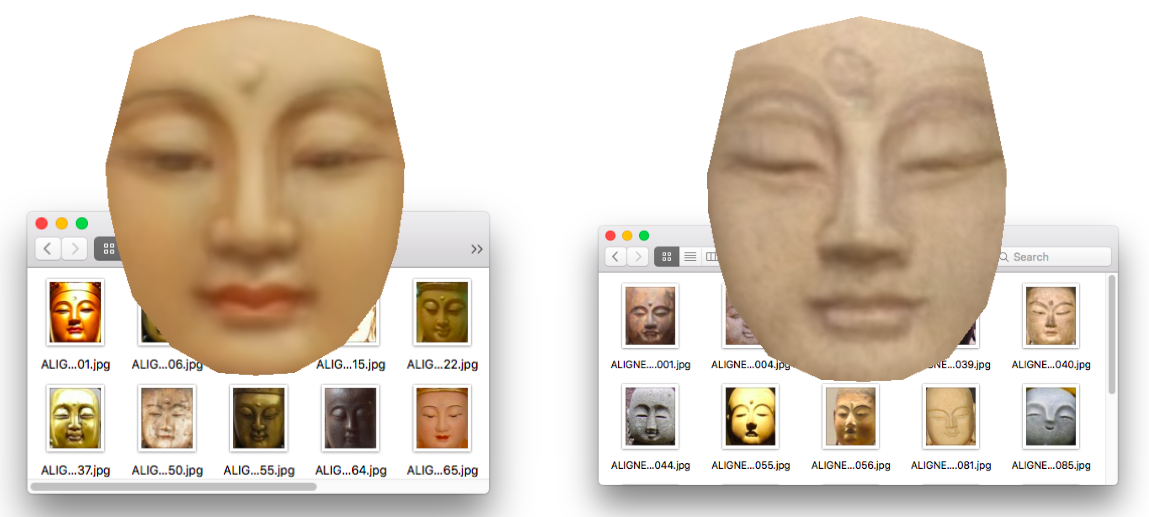 ALIG...01.jpg
ALIG...06.jpg
ALIG...15.jpg
ALIG...22.jpg
ALIG...37.jpg
ALIG...50.jpg
ALIG...55.jpg
ALIG...64.jpg
ALIG...65.jpg
Search
ALIGNE....001.jpg
...004.jpg
...039.jpg
ALIGNE...040.jpg
ALIGNE...044.jpg
ALIGNE...055.jpg
ALIGNE...056.jpg
ALIGNE...081.jpg
ALIGNE...085.jpg